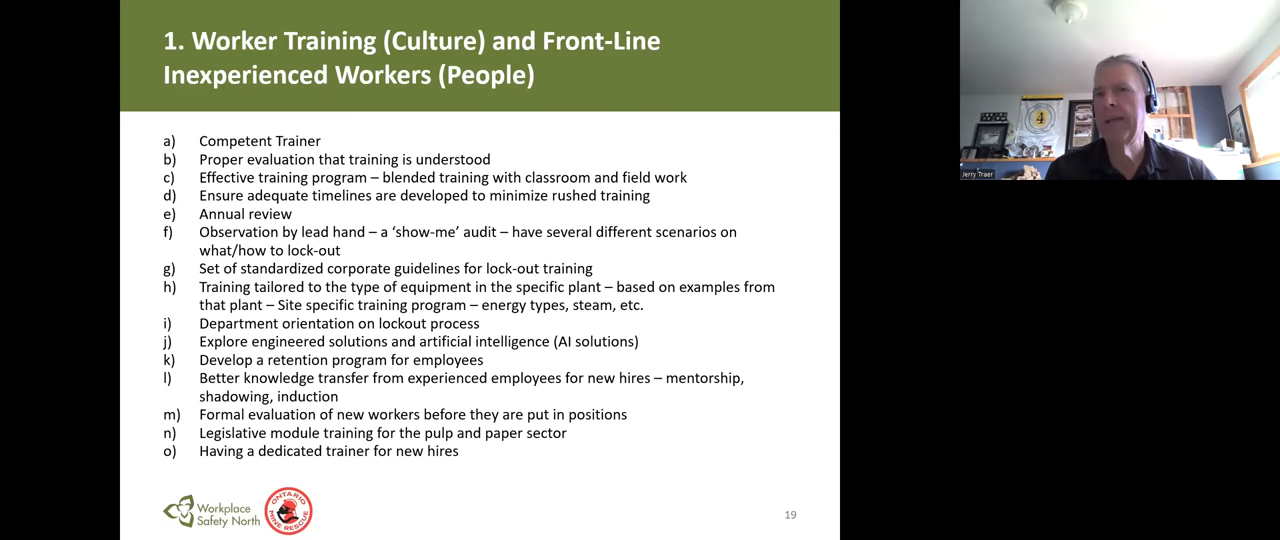 1. Worker Training (Culture) and Front-Line
Inexperienced Workers (People)
a) Competent Trainer
b) Proper evaluation that training is understood
c) Effective training program – blended training with classroom and field work
d) Ensure adequate timelines are developed to minimize rushed training
e) Annual review
f) Observation by lead hand – a ‘show-me’ audit – have several different scenarios on
what/how to lock-out
g) Set of standardized corporate guidelines for lock-out training
h) Training tailored to the type of equipment in the specific plant – based on examples from
that plant – Site specific training program – energy types, steam, etc.
i) Department orientation on lockout process
j) Explore engineered solutions and artificial intelligence (AI solutions)
k) Develop a retention program for employees
l) Better knowledge transfer from experienced employees for new hires – mentorship,
shadowing, induction
m) Formal evaluation of new workers before they are put in positions
n) Legislative module training for the pulp and paper sector
o) Having a dedicated trainer for new hires
Workplace
Safety North
ONTARIO
MINE RESCUE
19
4
Jerry Traer